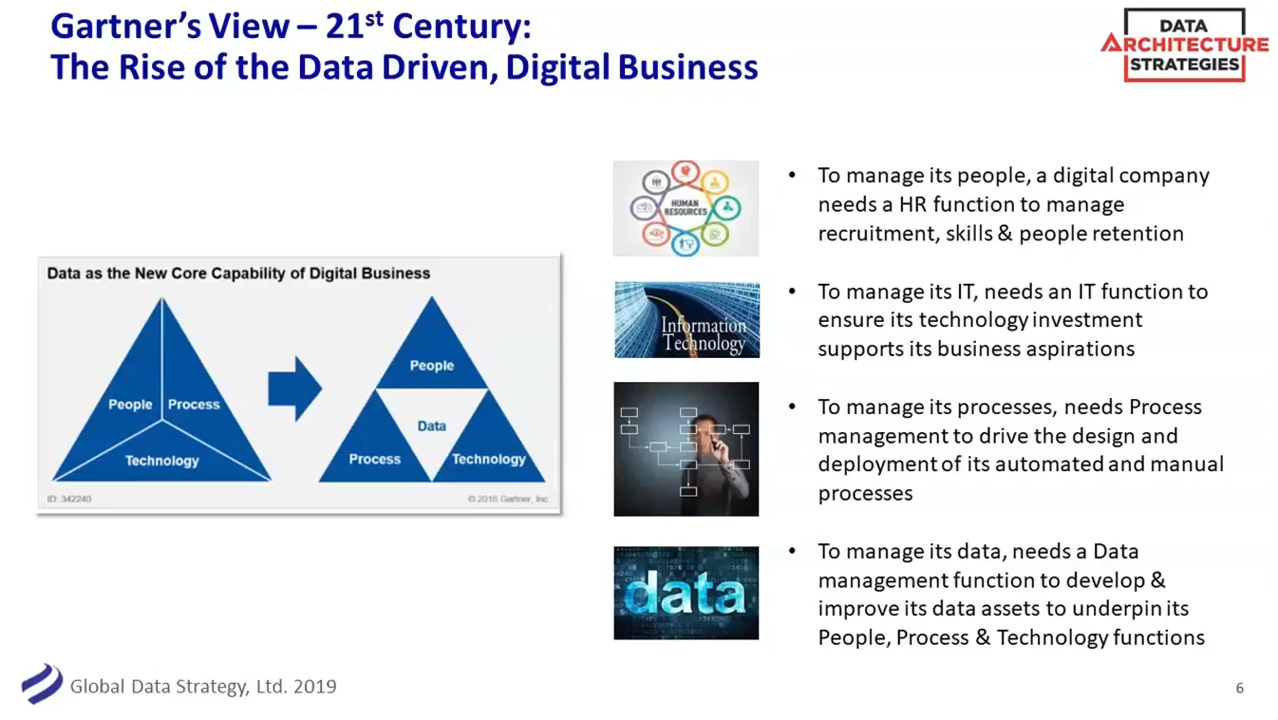 Gartner's View – 21st Century:
The Rise of the Data Driven, Digital Business
DATA
ARCHITECTURE
STRATEGIES
Data as the New Core Capability of Digital Business
People
Process
Technology
People
Data
Process
Technology
ID: 342240
© 2018 Gartner, Inc
HUMAN
RESOURCES
• To manage its people, a digital company
needs a HR function to manage
recruitment, skills & people retention
Information
Technology
• To manage its IT, needs an IT function to
ensure its technology investment
supports its business aspirations
• To manage its processes, needs Process
management to drive the design and
deployment of its automated and manual
processes
data
• To manage its data, needs a Data
management function to develop &
improve its data assets to underpin its
People, Process & Technology functions
Global Data Strategy, Ltd. 2019
6